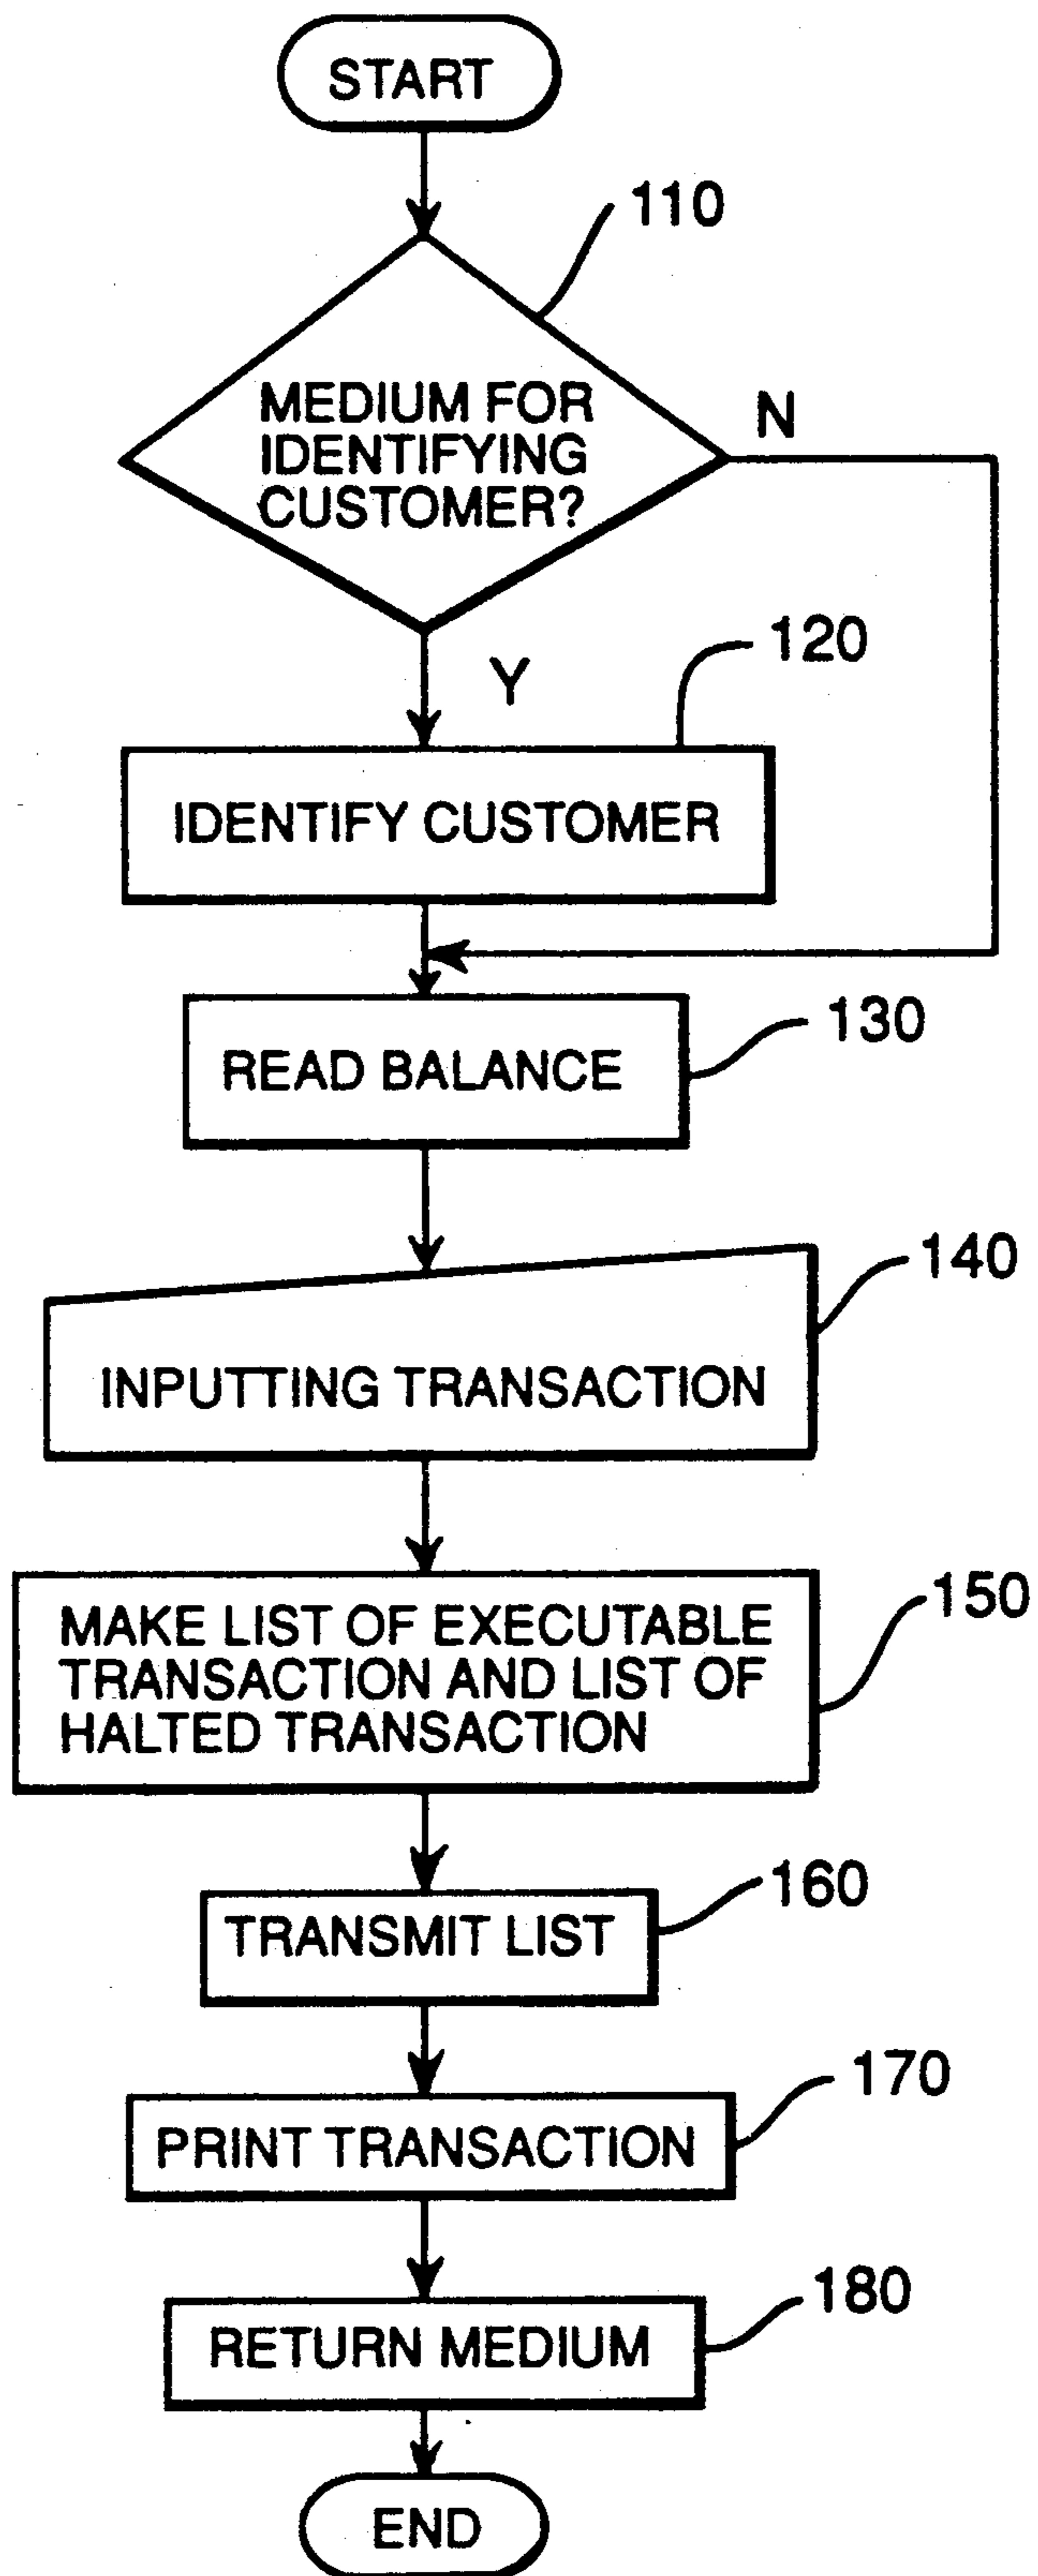 START
110
MEDIUM FOR
IDENTIFYING
CUSTOMER?
N
Y
120
IDENTIFY CUSTOMER
READ BALANCE
130
140
INPUTTING TRANSACTION
150
MAKE LIST OF EXECUTABLE
TRANSACTION AND LIST OF
HALTED TRANSACTION
160
TRANSMIT LIST
170
PRINT TRANSACTION
180
RETURN MEDIUM
END